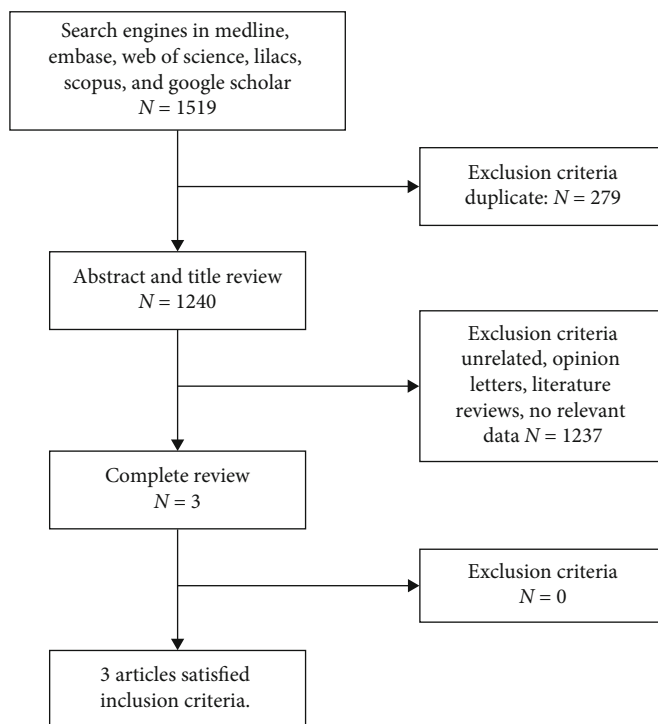 Search engines in medline,
embase, web of science, lilacs,
scopus, and google scholar
N = 1519
Exclusion criteria
duplicate: N = 279
Abstract and title review
N = 1240
Exclusion criteria
unrelated, opinion
letters, literature
reviews, no relevant
data N = 1237
Complete review
N = 3
Exclusion criteria
N = 0
3 articles satisfied
inclusion criteria.